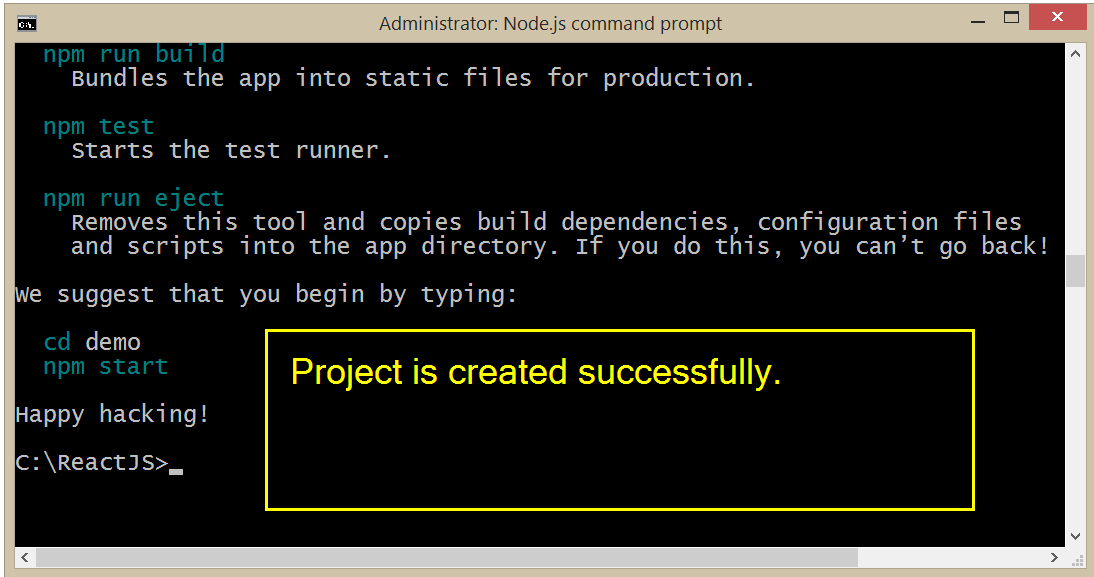 Administrator: Node.js command prompt
npm run build
Bundles the app into static files for production.
npm test
Starts the test runner.
npm run eject
Removes this tool and copies build dependencies, configuration files
and scripts into the app directory. If you do this, you can’t go back!
We suggest that you begin by typing:
cd demo
npm start
Project is created successfully.
Happy hacking!
C:\ReactJS>_